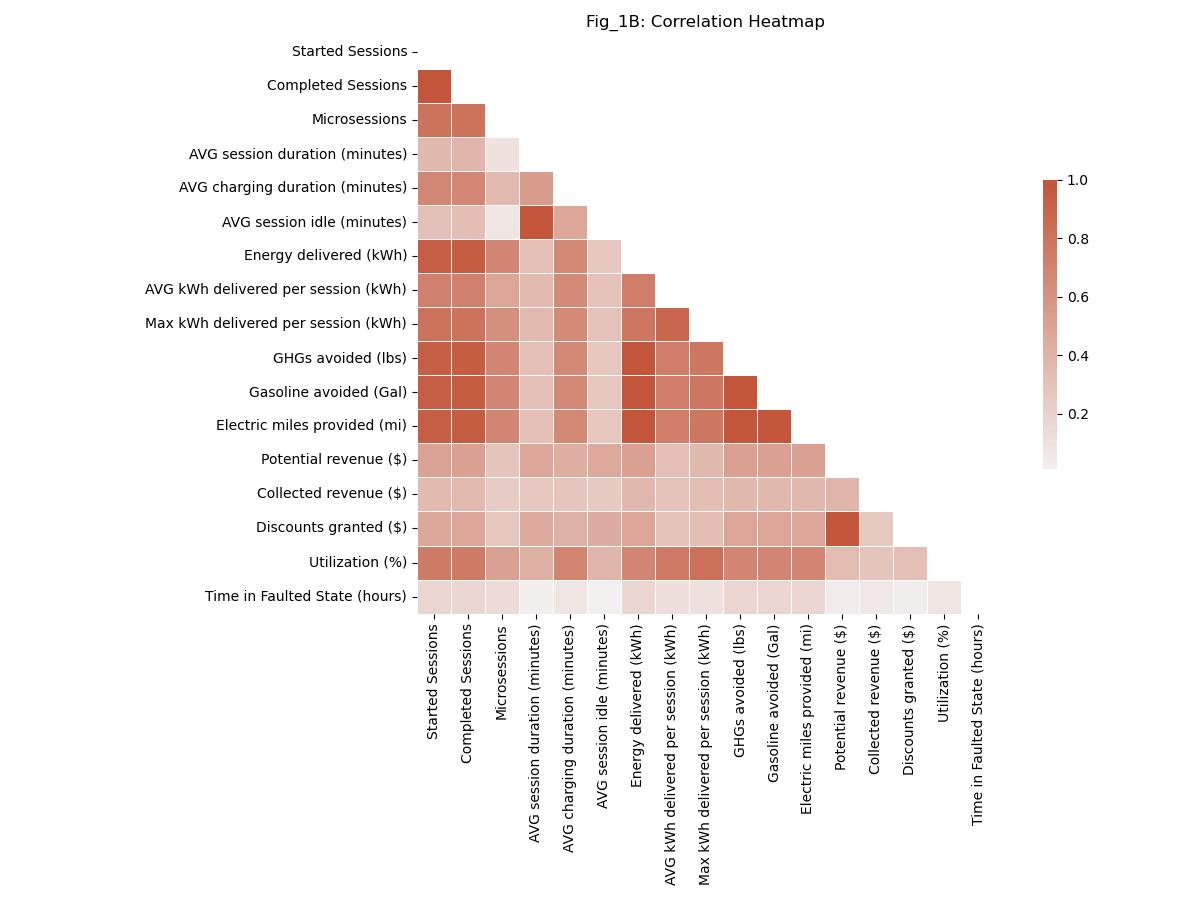 Fig_1B: Correlation Heatmap
Started Sessions
Completed Sessions
Microsessions
AVG session duration (minutes)
AVG charging duration (minutes)
AVG session idle (minutes)
Energy delivered (kWh)
AVG kWh delivered per session (kWh)
Max kWh delivered per session (kWh)
GHGs avoided (lbs)
Gasoline avoided (Gal)
Electric miles provided (mi)
Potential revenue ($)
Collected revenue ($)
Discounts granted ($)
Utilization (%)
Time in Faulted State (hours)
Started Sessions
Completed Sessions
Microsessions
AVG session duration (minutes)
AVG charging duration (minutes)
AVG session idle (minutes)
Energy delivered (kWh)
AVG kWh delivered per session (kWh)
Max kWh delivered per session (kWh)
GHGs avoided (lbs)
Gasoline avoided (Gal)
Electric miles provided (mi)
Potential revenue ($)
Collected revenue ($)
Discounts granted ($)
Utilization (%)
Time in Faulted State (hours)
1.0
0.8
0.6
0.4
0.2